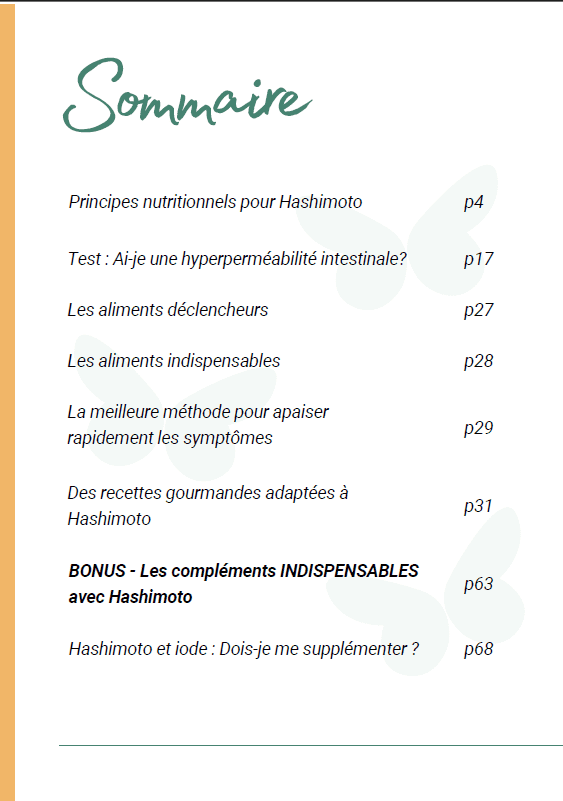 Sommaire
Principes nutritionnels pour Hashimoto p4
Test : Ai-je une hyperperméabilité intestinale? p17
Les aliments déclencheurs p27
Les aliments indispensables p28
La meilleure méthode pour apaiser
rapidement les symptômes p29
Des recettes gourmandes adaptées à
Hashimoto p31
BONUS - Les compléments INDISPENSABLES
avec Hashimoto p63
Hashimoto et iode : Dois-je me supplémenter ? p68